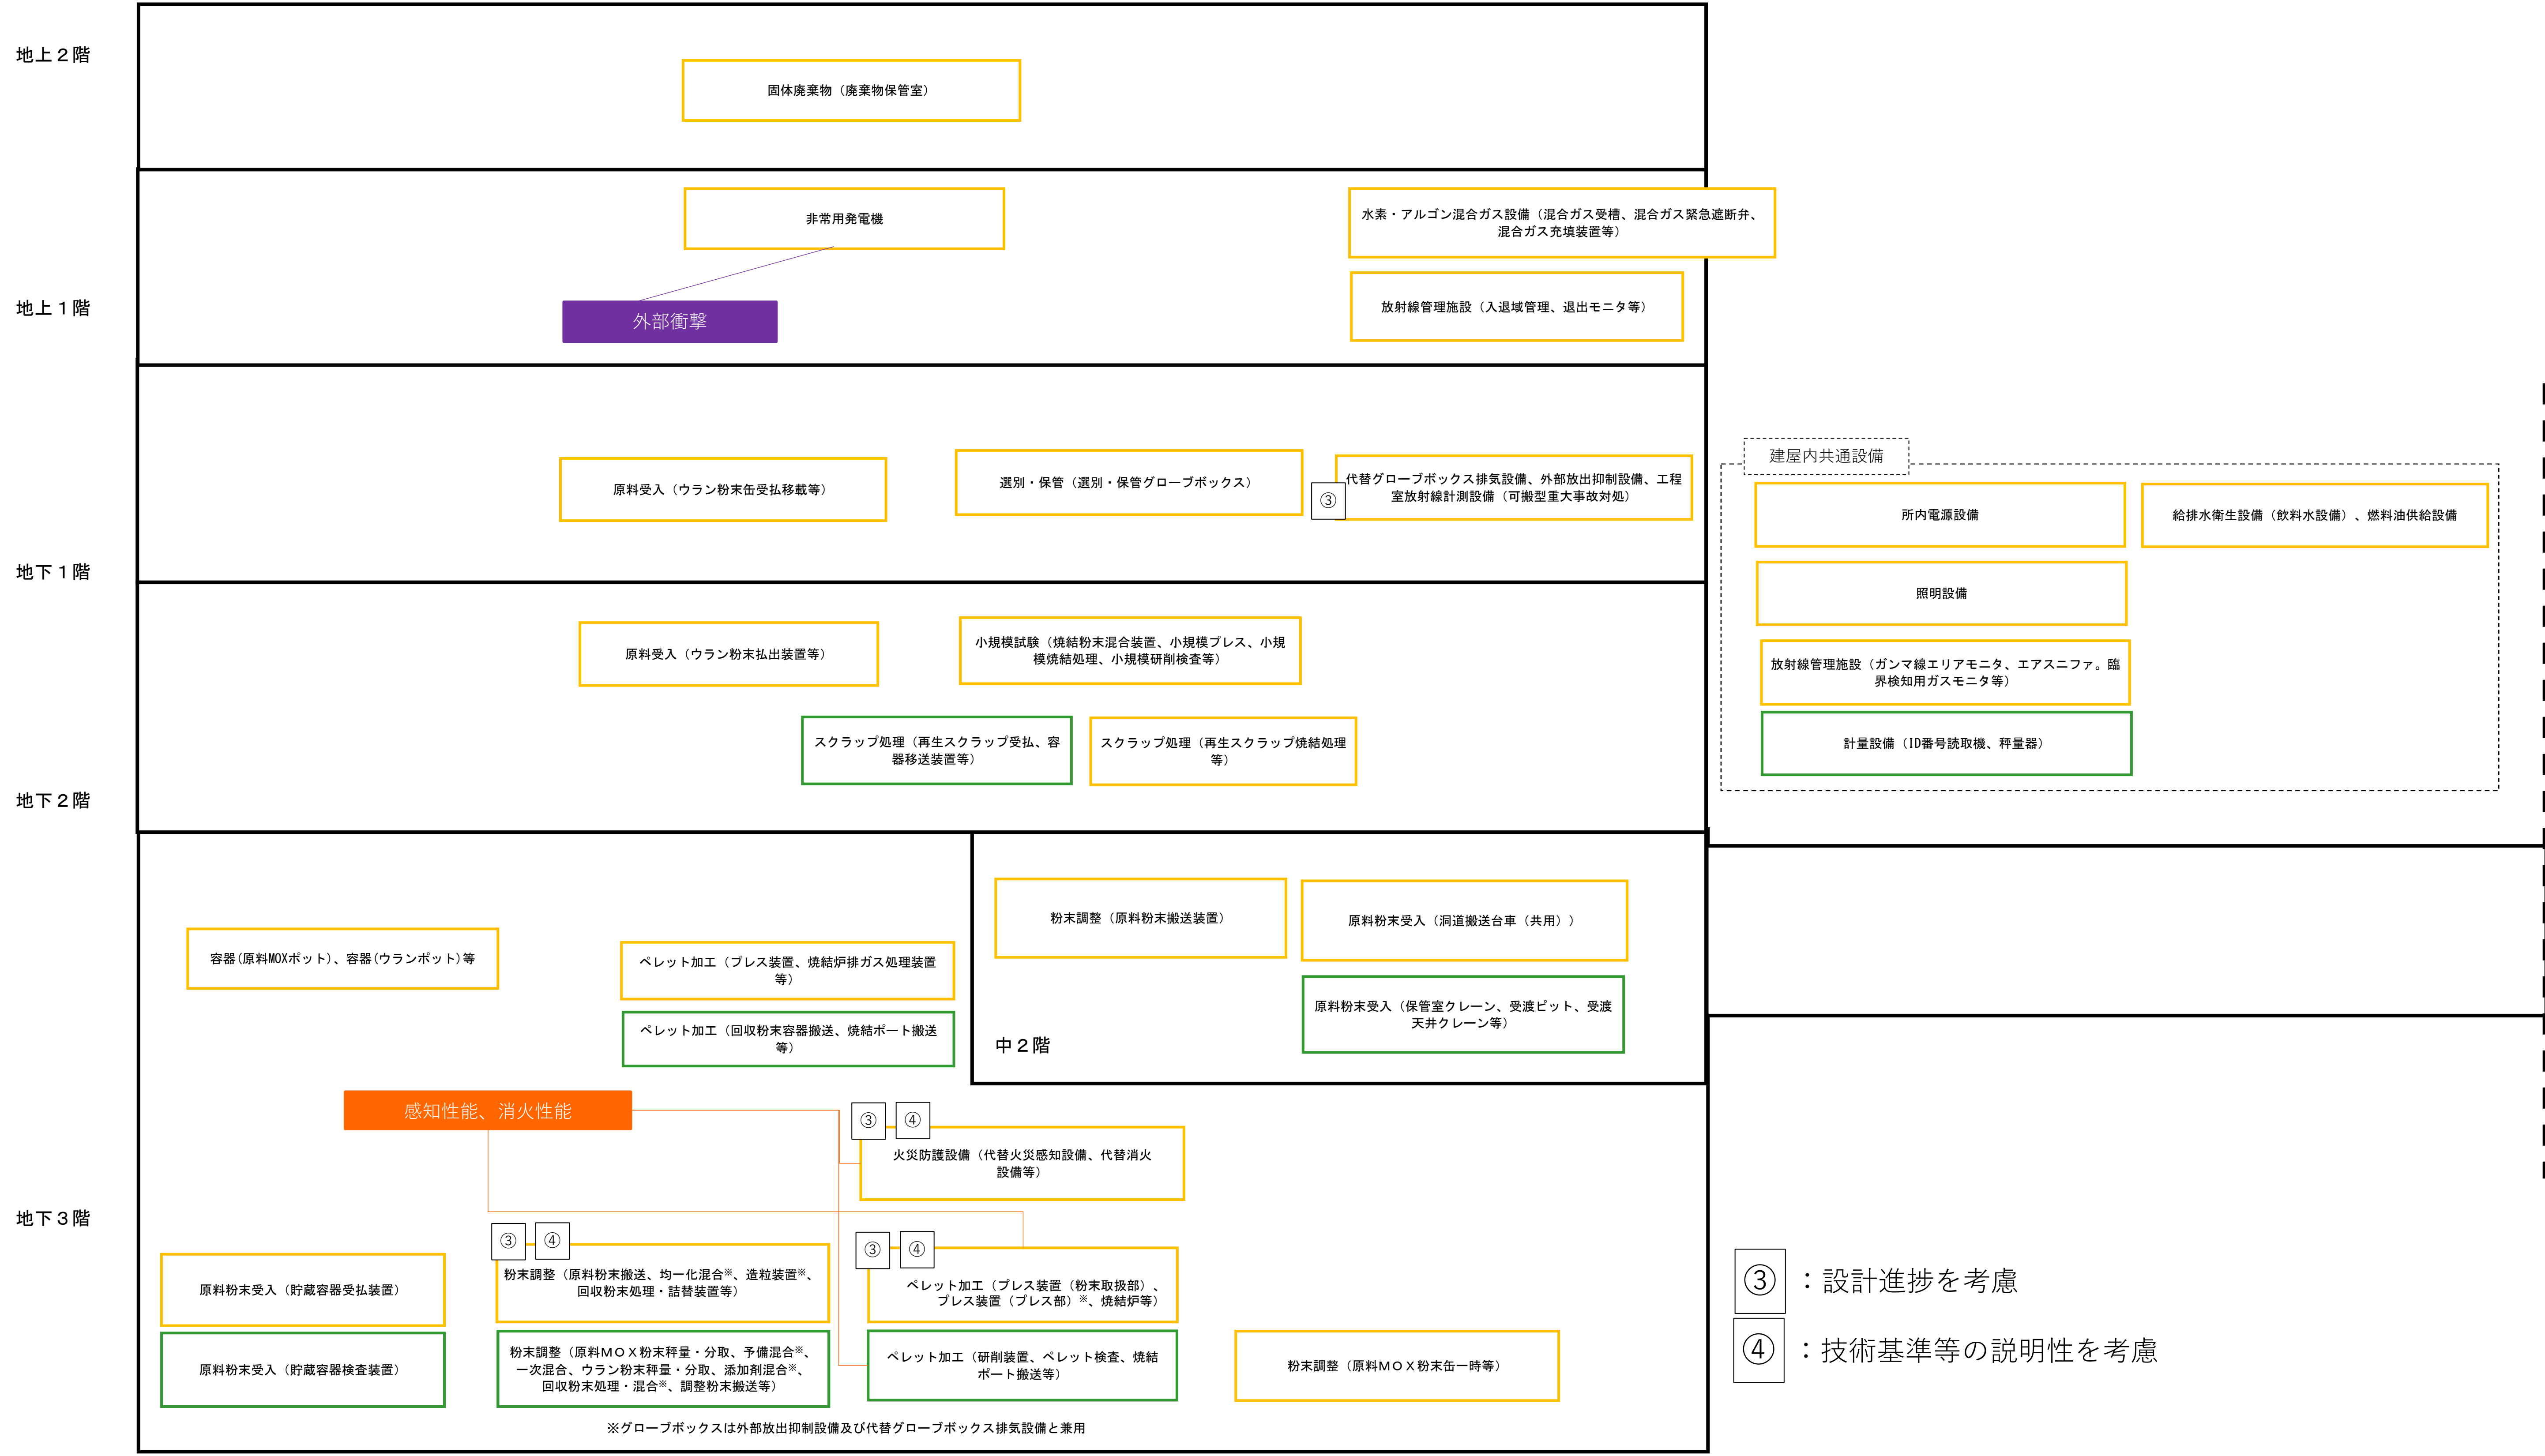 地上２階
固体廃棄物（廃棄物保管室）
非常用発電機
水素・アルゴン混合ガス設備（混合ガス受槽、混合ガス緊急遮断弁、
混合ガス充填装置等）
地上１階
外部衝撃
放射線管理施設（入退域管理、退出モニタ等）
原料受入（ウラン粉末缶受払移載等）
選別・保管（選別・保管グローブボックス）
③
代替グローブボックス排気設備、外部放出抑制設備、工程
室放射線計測設備（可搬型重大事故対処）
地下１階
建屋内共通設備
所内電源設備
給排水衛生設備（飲料水設備）、燃料油供給設備
照明設備
放射線管理施設（ガンマ線エリアモニタ、エアスニファ。臨
界検知用ガスモニタ等）
計量設備（ID番号読取機、秤量器）
原料受入（ウラン粉末払出装置等）
小規模試験（焼結粉末混合装置、小規模プレス、小規
模焼結処理、小規模研削検査等）
スクラップ処理（再生スクラップ受払、容
器移送装置等）
スクラップ処理（再生スクラップ焼結処理
等）
地下２階
容器(原料MOXポット)、容器(ウランポット)等
ペレット加工（プレス装置、焼結炉排ガス処理装置
等）
ペレット加工（回収粉末容器搬送、焼結ポート搬送
等）
粉末調整（原料粉末搬送装置）
原料粉末受入（洞道搬送台車（共用））
原料粉末受入（保管室クレーン、受渡ピット、受渡
天井クレーン等）
中２階
感知性能、消火性能
③ ④
火災防護設備（代替火災感知設備、代替消火
設備等）
地下３階
原料粉末受入（貯蔵容器受払装置）
原料粉末受入（貯蔵容器検査装置）
③ ④
粉末調整（原料粉末搬送、均一化混合※、造粒装置※、
回収粉末処理・詰替装置等）
粉末調整（原料ＭＯＸ粉末秤量・分取、予備混合※、
一次混合、ウラン粉末秤量・分取、添加剤混合※、
回収粉末処理・混合※、調整粉末搬送等）
③ ④
ペレット加工（プレス装置（粉末取扱部）、
プレス装置（プレス部）※、焼結炉等）
ペレット加工（研削装置、ペレット検査、焼結
ポート搬送等）
粉末調整（原料ＭＯＸ粉末缶一時等）
※グローブボックスは外部放出抑制設備及び代替グローブボックス排気設備と兼用
③：設計進捗を考慮
④：技術基準等の説明性を考慮